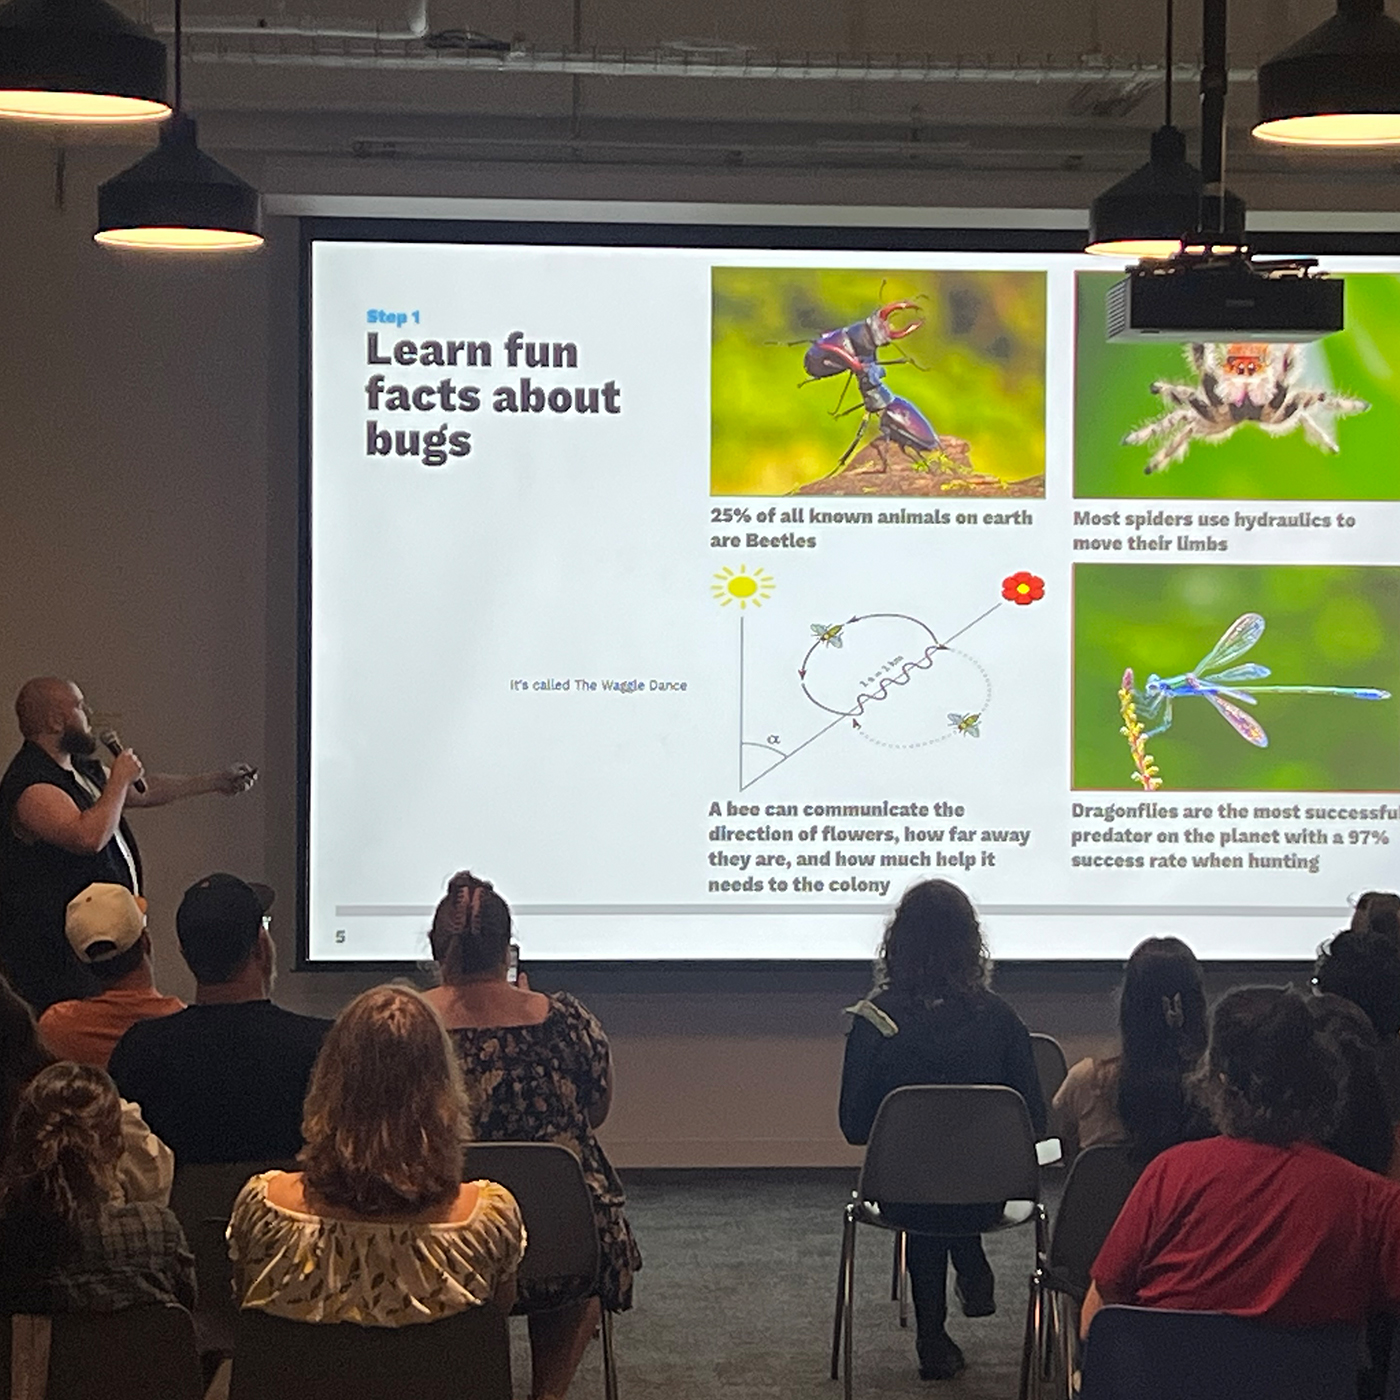 Step 1
Learn fun
facts about
bugs
25% of all known animals on earth
are Beetles
Most spiders use hydraulics to
move their limbs
It's called The Waggle Dance
α
A bee can communicate the
direction of flowers, how far away
they are, and how much help it
needs to the colony
Dragonflies are the most successful
predator on the planet with a 97%
success rate when hunting
5